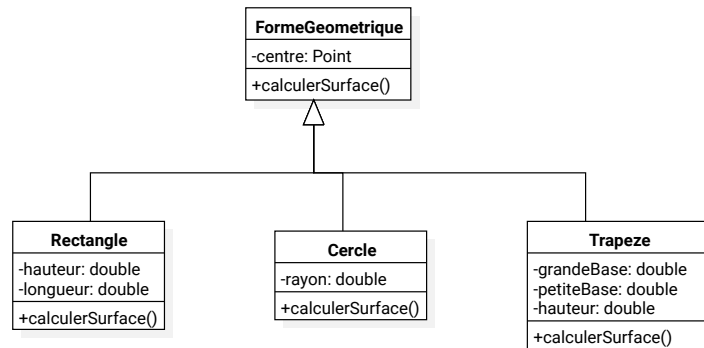 FormeGeometrique
-centre: Point
+calculerSurface()
Rectangle
-hauteur: double
-longueur: double
+calculerSurface()
Cercle
-rayon: double
+calculerSurface()
Trapeze
-grandeBase: double
-petiteBase: double
-hauteur: double
+calculerSurface()